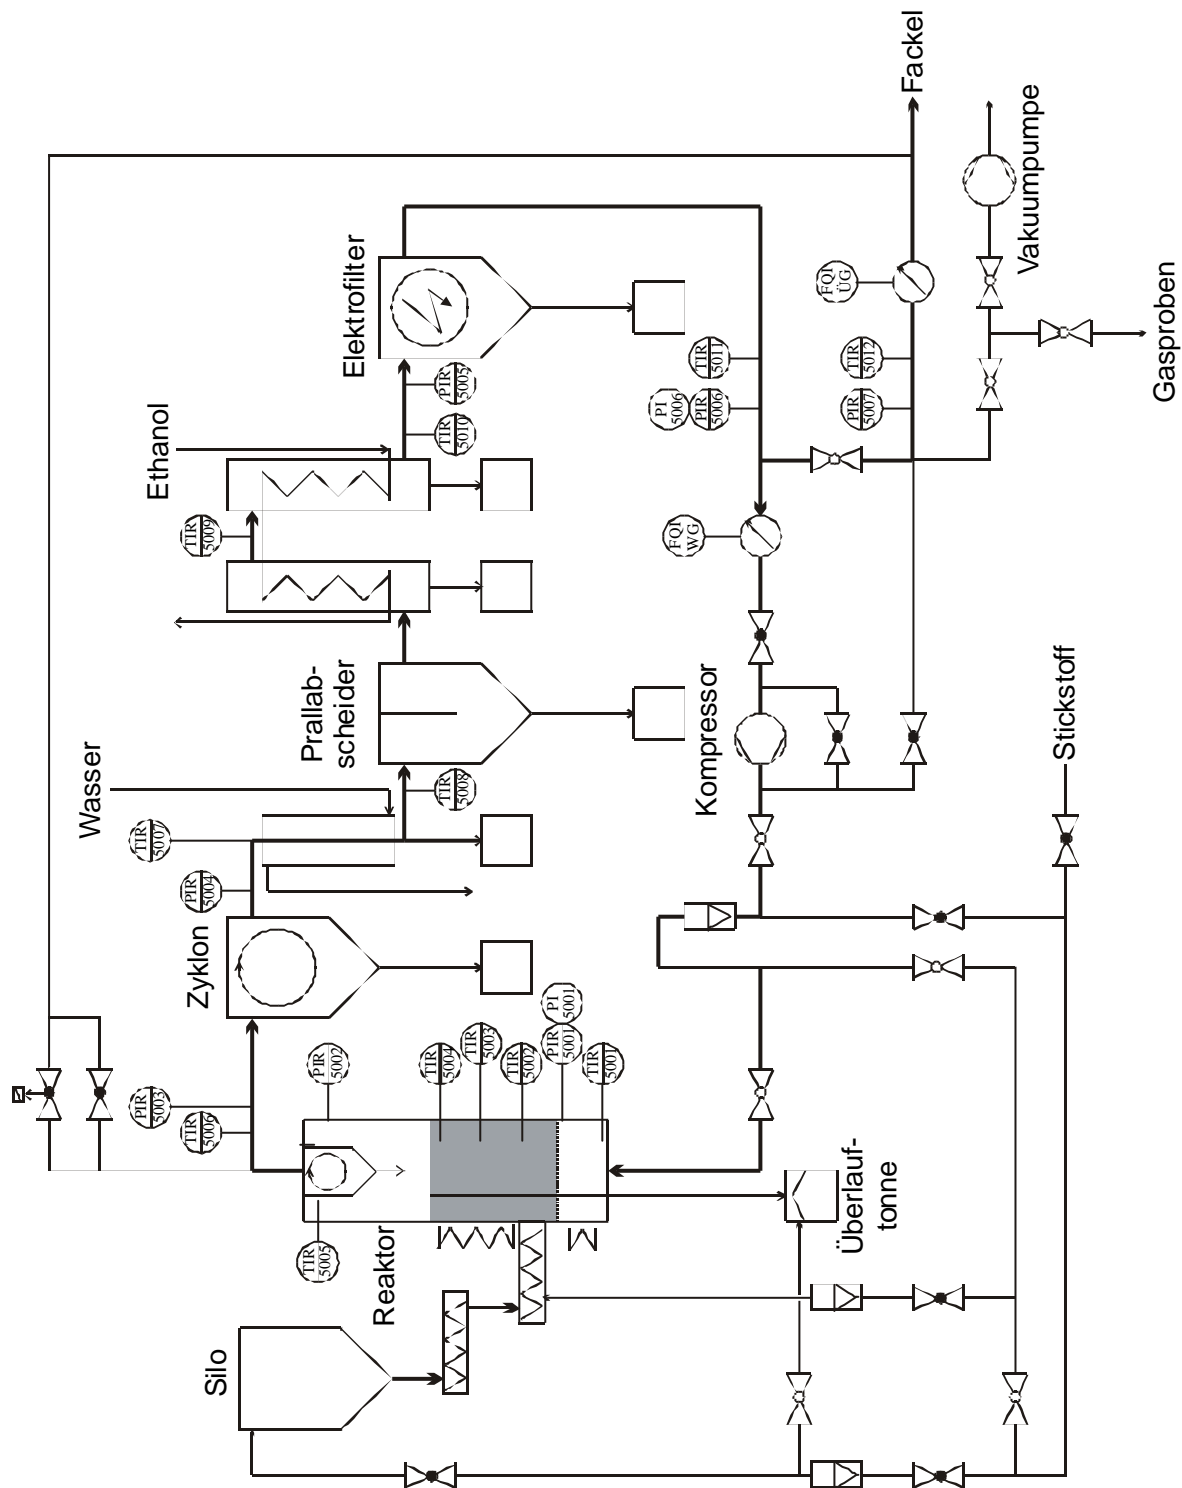 Silo
Reaktor
TIR
5005
Überlauf-
tonne
PIR
5003
TIR
5006
PIR
5002
TIR
5004
TIR
5003
TIR
5002
PIR
5001
PI
5001
TIR
5001
Zyklon
PIR
5004
TIR
5007
Wasser
TIR
5008
Prallab-
scheider
Kompressor
Stickstoff
TIR
5009
Ethanol
TIR
5010
PIR
5005
Elektrofilter
FQI
WG
PI
5006
PIR
5006
TIR
5011
PIR
5007
TIR
5012
FQI
ÜG
Fackel
Vakuumpumpe
Gasproben